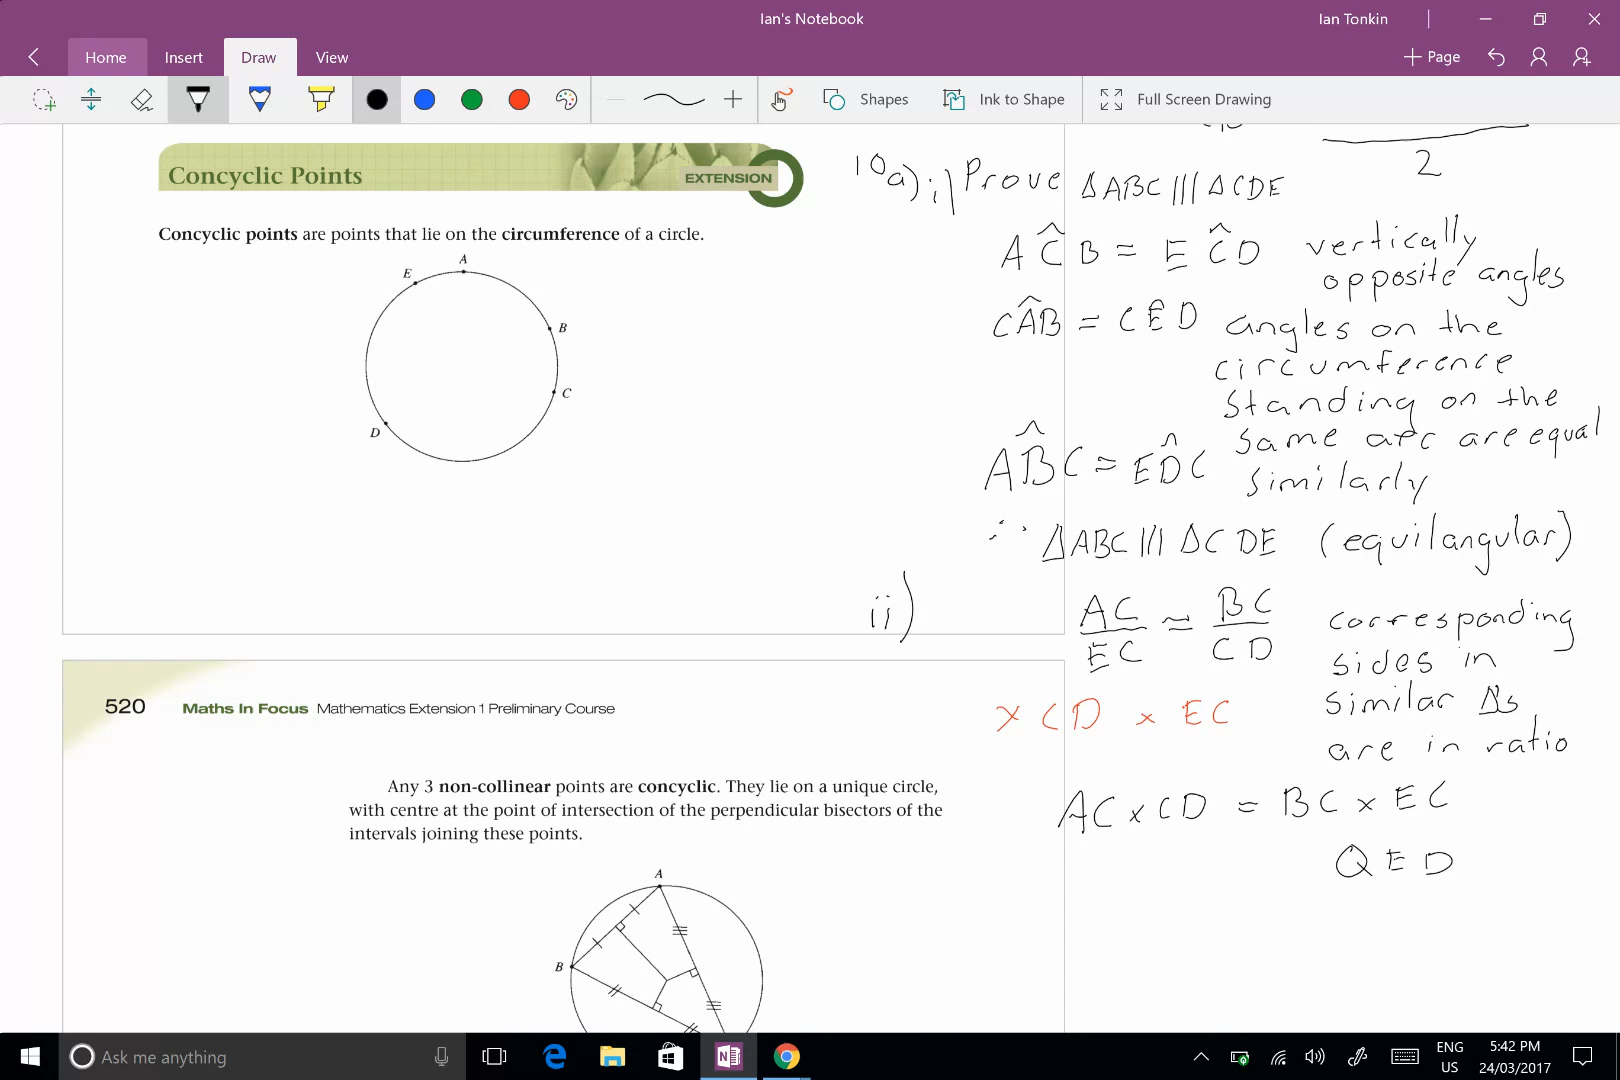 Ian's Notebook
Ian Tonkin
Home
Insert
Draw
View
Page
Shapes
Ink to Shape
Full Screen Drawing
Concyclic Points
EXTENSION
Concyclic points are points that lie on the circumference of a circle.
E
A
B
C
D
2
10a) i) Prove ΔABC ||| ΔCDE
AĈB = EĈD vertically
opposite angles
CÂB = CÊD angles on the
circumference
standing on the
same arc are equal
AB̂C = ED̂C similarly
∴ ΔABC ||| ΔCDE (equilangular)
ii)
AC/EC = BC/CD corresponding
sides in
similar Δs
are in ratio
× CD × EC
AC × CD = BC × EC
QED
520 Maths In Focus Mathematics Extension 1 Preliminary Course
Any 3 non-collinear points are concyclic. They lie on a unique circle,
with centre at the point of intersection of the perpendicular bisectors of the
intervals joining these points.
A
B
Ask me anything
ENG
US
5:42 PM
24/03/2017